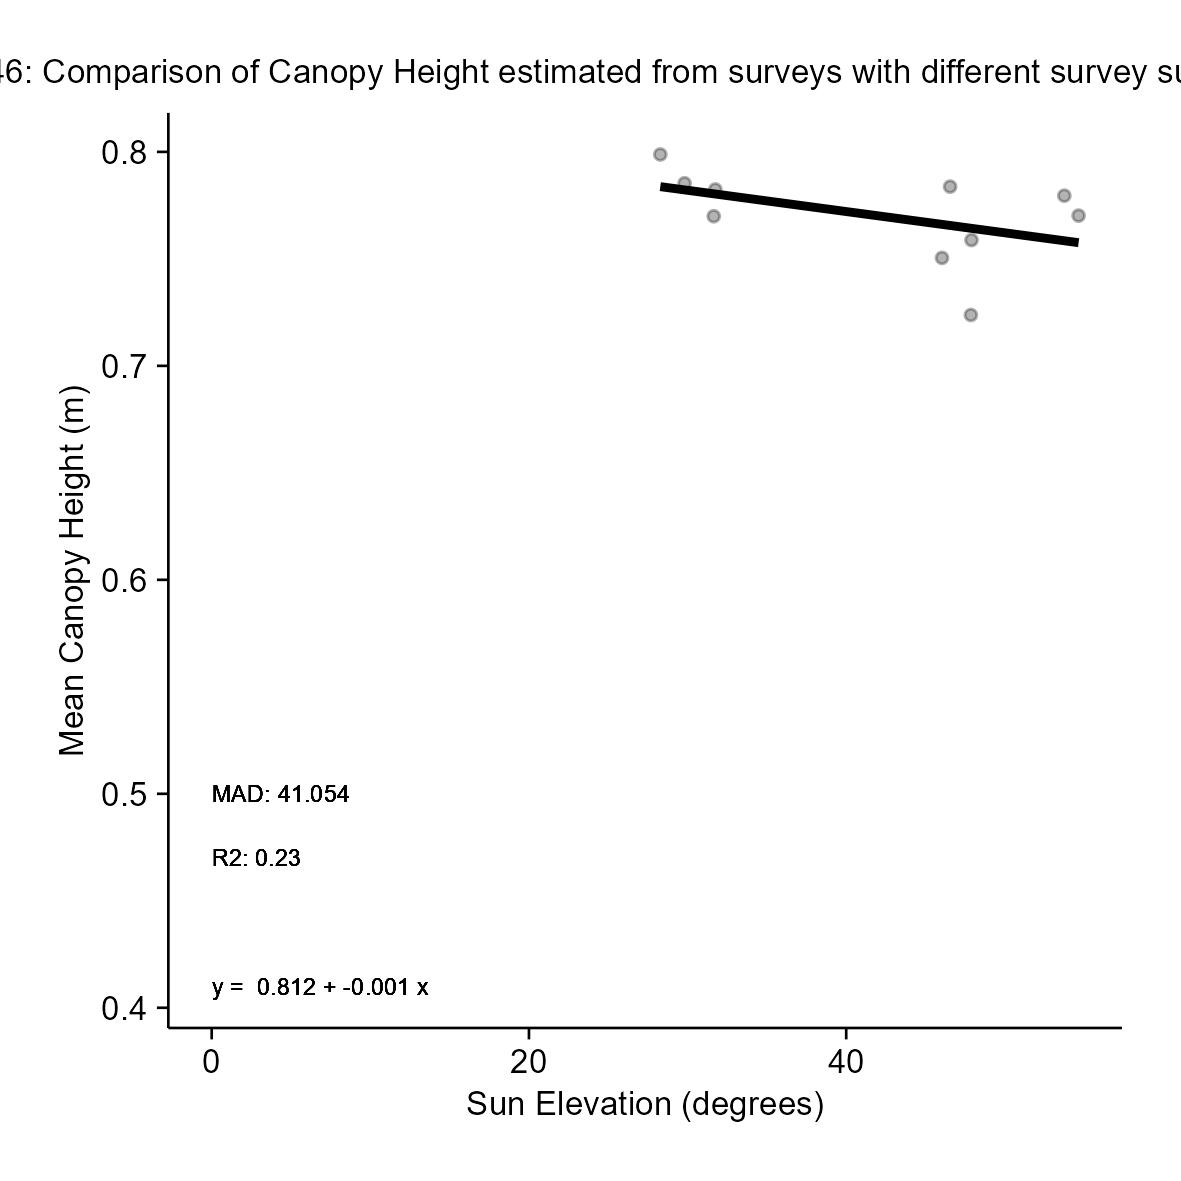 6: Comparison of Canopy Height estimated from surveys with different survey
0.8
0.7
0.6
0.5
0.4
Mean Canopy Height (m)
MAD: 41.054
R2: 0.23
y = 0.812 + -0.001 x
0 20 40
Sun Elevation (degrees)